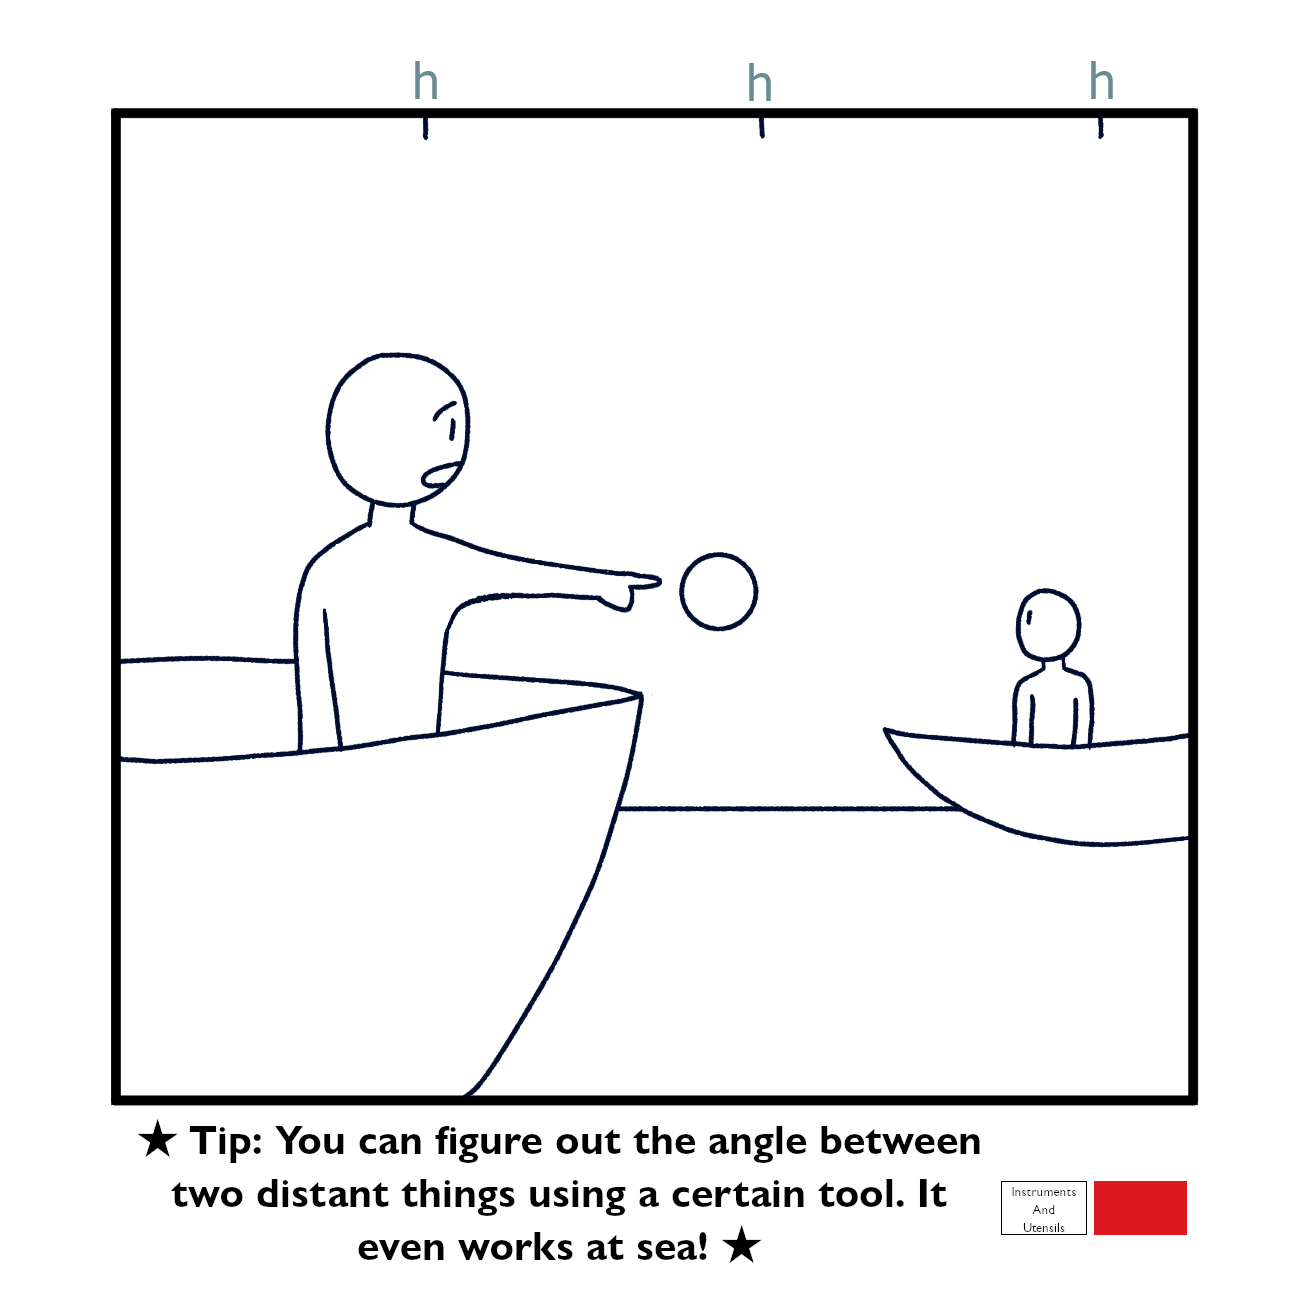 h h h
★ Tip: You can figure out the angle between
two distant things using a certain tool. It
even works at sea! ★
Instruments
And
Utensils